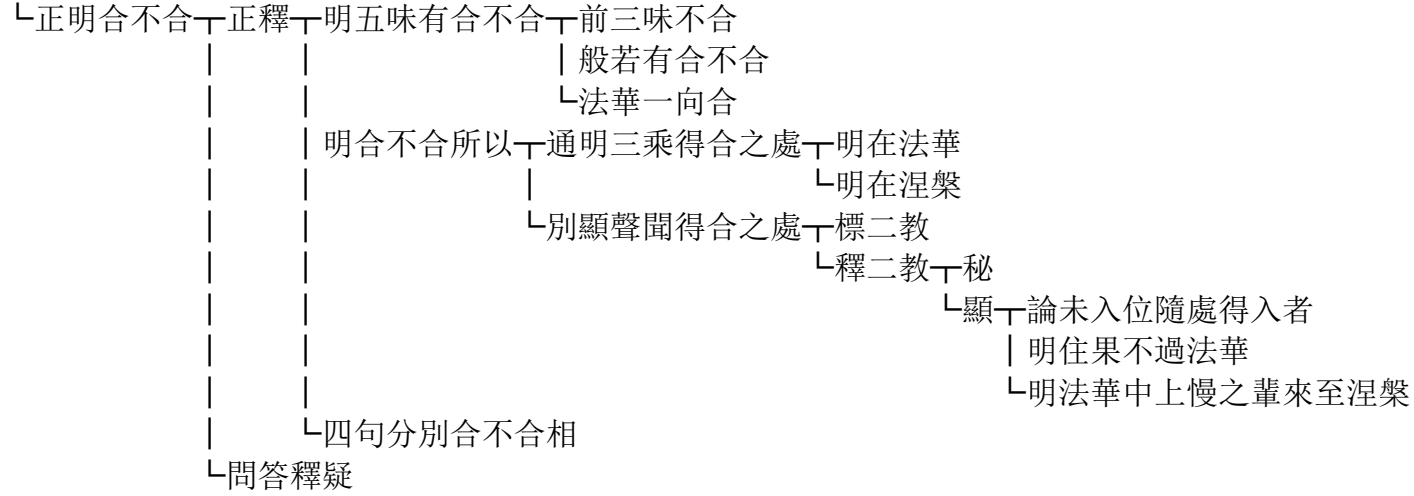 └正明合不合┬正釋┬明五味有合不合┬前三味不合
│ │ │般若有合不合
│ │ └法華一向合
│ │明合不合所以┬通明三乘得合之處┬明在法華
│ │ │ └明在涅槃
│ │ └別顯聲聞得合之處┬標二教
│ │ └釋二教┬秘
│ │ └顯┬論未入位隨處得入者
│ │ │明住果不過法華
│ │ └明法華中上慢之輩來至涅槃
│ └四句分別合不合相
└問答釋疑